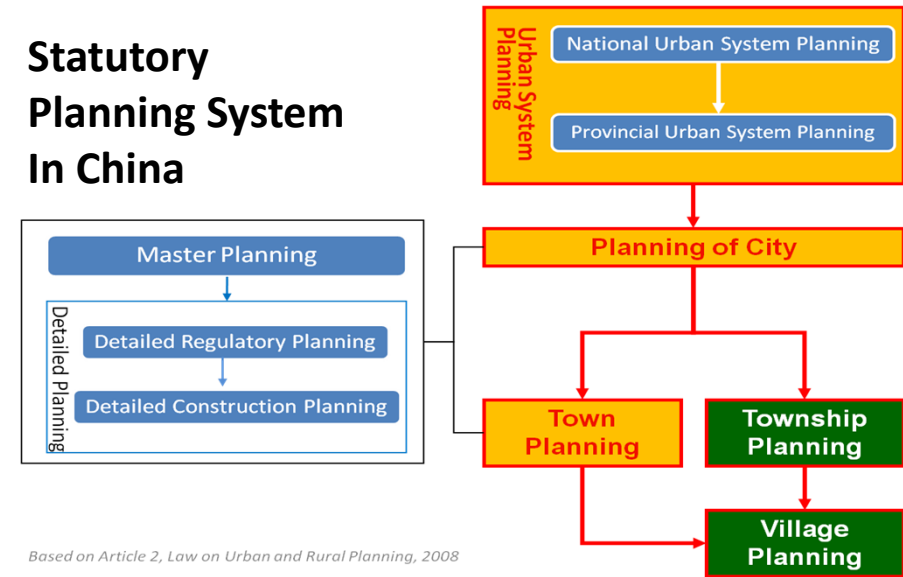 Statutory
Planning System
In China
Urban System
Planning
National Urban System Planning
Provincial Urban System Planning
Planning of City
Master Planning
Detailed Planning
Detailed Regulatory Planning
Detailed Construction Planning
Town
Planning
Township
Planning
Village
Planning
Based on Article 2, Law on Urban and Rural Planning, 2008